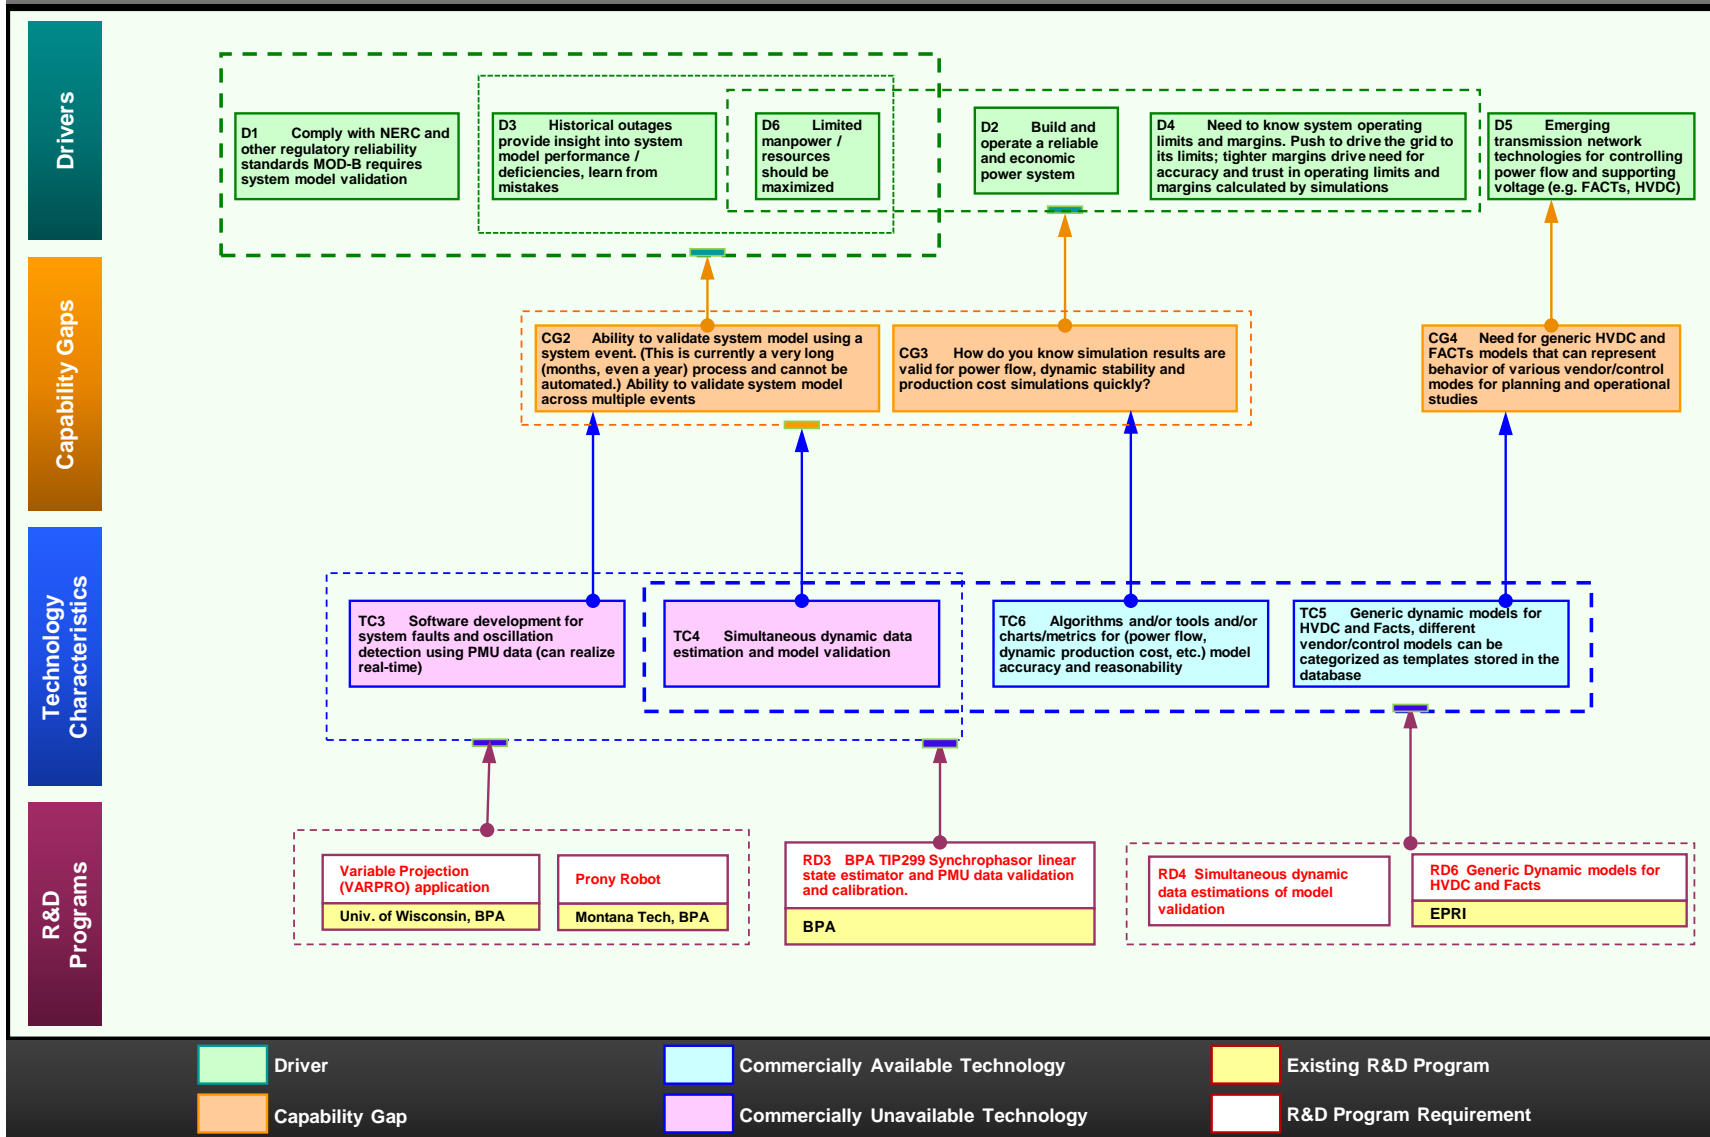 Drivers
D1 Comply with NERC and
other regulatory reliability
standards MOD-B requires
system model validation
D3 Historical outages
provide insight into system
model performance /
deficiencies, learn from
mistakes
D6 Limited
manpower /
resources
should be
maximized
D2 Build and
operate a reliable
and economic
power system
D4 Need to know system operating
limits and margins. Push to drive the grid to
its limits; tighter margins drive need for
accuracy and trust in operating limits and
margins calculated by simulations
D5 Emerging
transmission network
technologies for controlling
power flow and supporting
voltage (e.g. FACTs, HVDC)
Capability Gaps
CG2 Ability to validate system model using a
system event. (This is currently a very long
(months, even a year) process and cannot be
automated.) Ability to validate system model
across multiple events
CG3 How do you know simulation results are
valid for power flow, dynamic stability and
production cost simulations quickly?
CG4 Need for generic HVDC and
FACTs models that can represent
behavior of various vendor/control
modes for planning and operational
studies
Technology
Characteristics
TC3 Software development for
system faults and oscillation
detection using PMU data (can realize
real-time)
TC4 Simultaneous dynamic data
estimation and model validation
TC6 Algorithms and/or tools and/or
charts/metrics for (power flow,
dynamic production cost, etc.) model
accuracy and reasonability
TC5 Generic dynamic models for
HVDC and Facts, different
vendor/control models can be
categorized as templates stored in the
database
R&D
Programs
Variable Projection
(VARPRO) application
Univ. of Wisconsin, BPA
Prony Robot
Montana Tech, BPA
RD3 BPA TIP299 Synchrophasor linear
state estimator and PMU data validation
and calibration.
BPA
RD4 Simultaneous dynamic
data estimations of model
validation
RD6 Generic Dynamic models for
HVDC and Facts
EPRI
Driver
Commercially Available Technology
Existing R&D Program
Capability Gap
Commercially Unavailable Technology
R&D Program Requirement